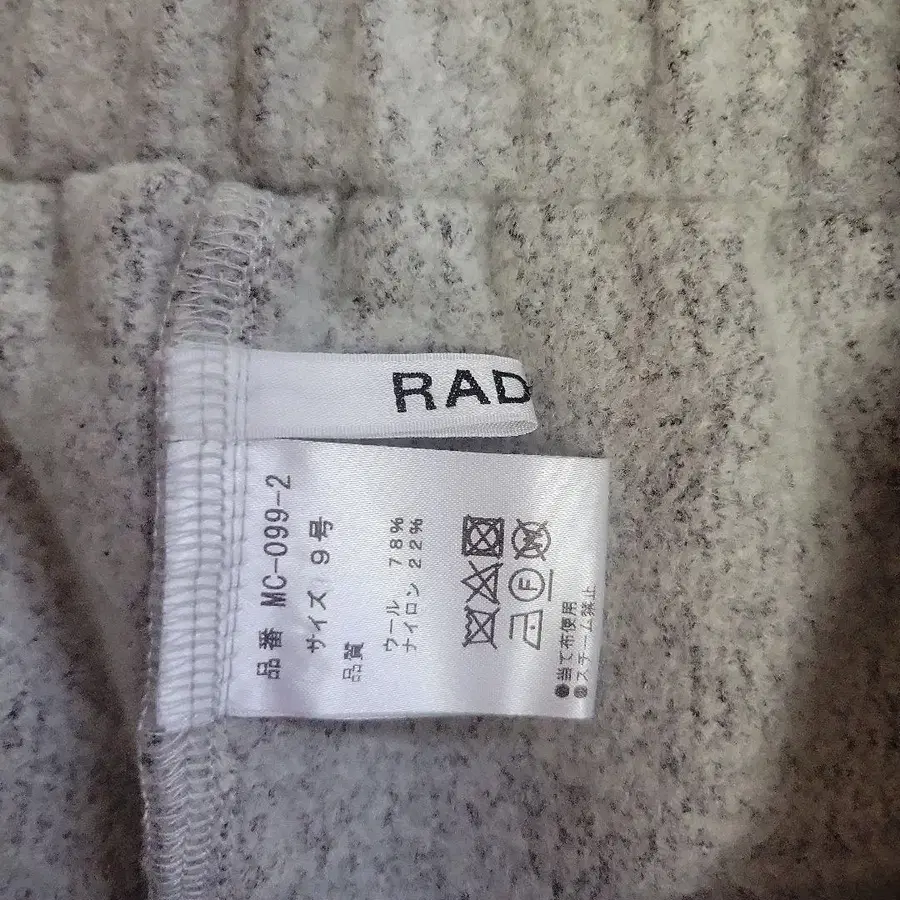 RAD
品番 MC-099-2
サイズ 9号
品質
ウール 78%
ナイロン 22%
F
W
●当て布使用
●スチーム禁止